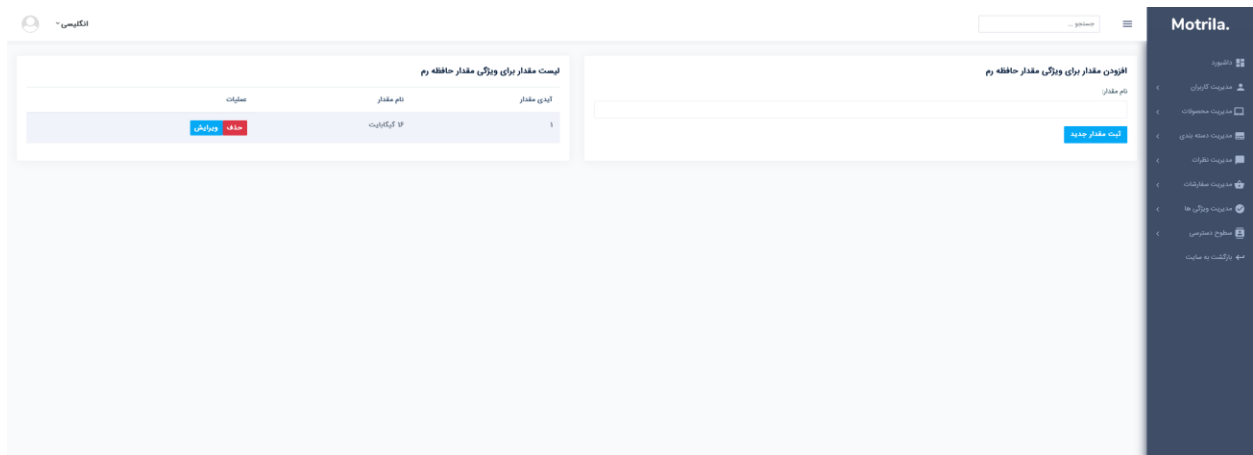 Motrila.
جستجو ...
انگلیسی
داشبورد
مدیریت کاربران
مدیریت محصولات
مدیریت دسته بندی
مدیریت نظرات
مدیریت سفارشات
مدیریت ویژگی ها
سطوح دسترسی
بازگشت به سایت
افزودن مقدار برای ویژگی مقدار حافظه رم
نام مقدار:
ثبت مقدار جدید
لیست مقدار برای ویژگی مقدار حافظه رم
آیدی مقدار نام مقدار عملیات
۱ ۱۶ گیگابایت حذف ویرایش